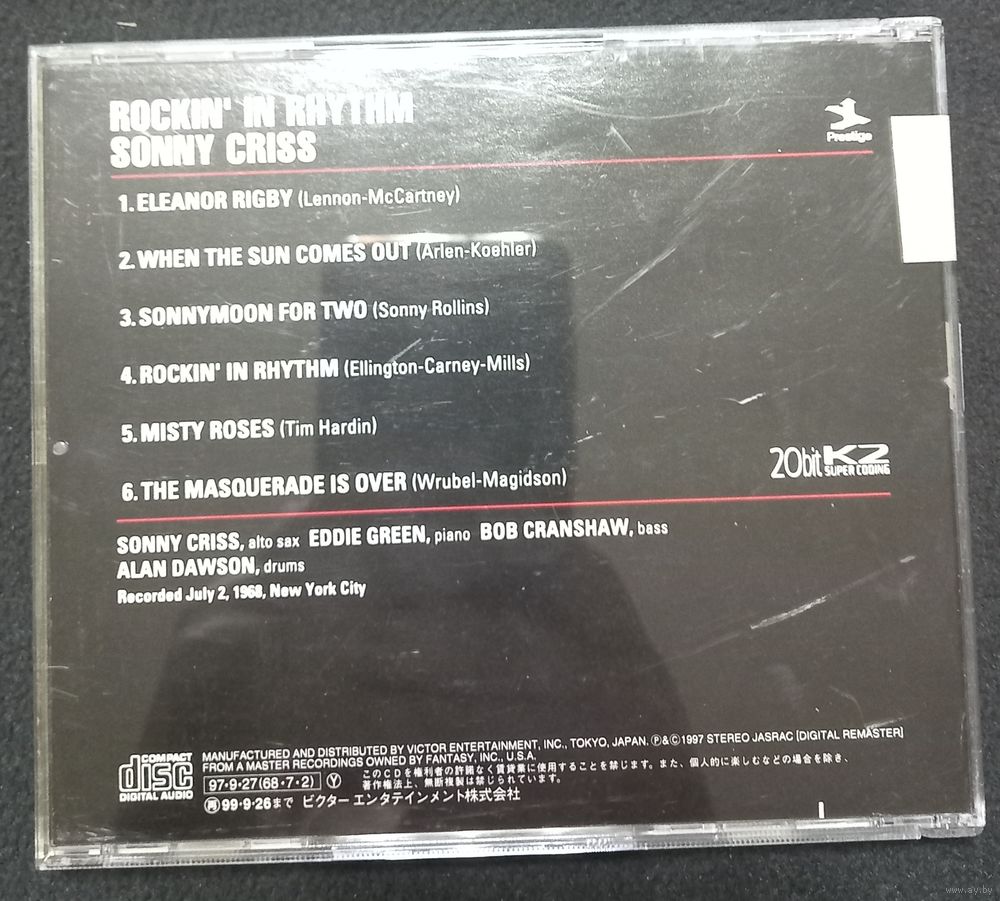 ROCKIN' IN RHYTHM
SONNY CRISS
Prestige
1. ELEANOR RIGBY (Lennon-McCartney)
2. WHEN THE SUN COMES OUT (Arlen-Koehler)
3. SONNYMOON FOR TWO (Sonny Rollins)
4. ROCKIN' IN RHYTHM (Ellington-Carney-Mills)
5. MISTY ROSES (Tim Hardin)
6. THE MASQUERADE IS OVER (Wrubel-Magidson)
20bit K2
SUPER CODING
SONNY CRISS, alto sax EDDIE GREEN, piano BOB CRANSHAW, bass
ALAN DAWSON, drums
Recorded July 2, 1968, New York City
COMPACT
disc
DIGITAL AUDIO
MANUFACTURED AND DISTRIBUTED BY VICTOR ENTERTAINMENT, INC., TOKYO, JAPAN. Ⓟ&©1997 STEREO JASRAC [DIGITAL REMASTER]
FROM A MASTER RECORDINGS OWNED BY FANTASY, INC., U.S.A.
97・9・27(68・7・2) Ⓨ
このCDを権利者の許諾なく賃貸業に使用することを禁じます。また、個人的に楽しむなどの場合を除き、
著作権法上、無断複製は禁じられています。
㊢99・9・26まで ビクターエンタテインメント株式会社
www.ay.by